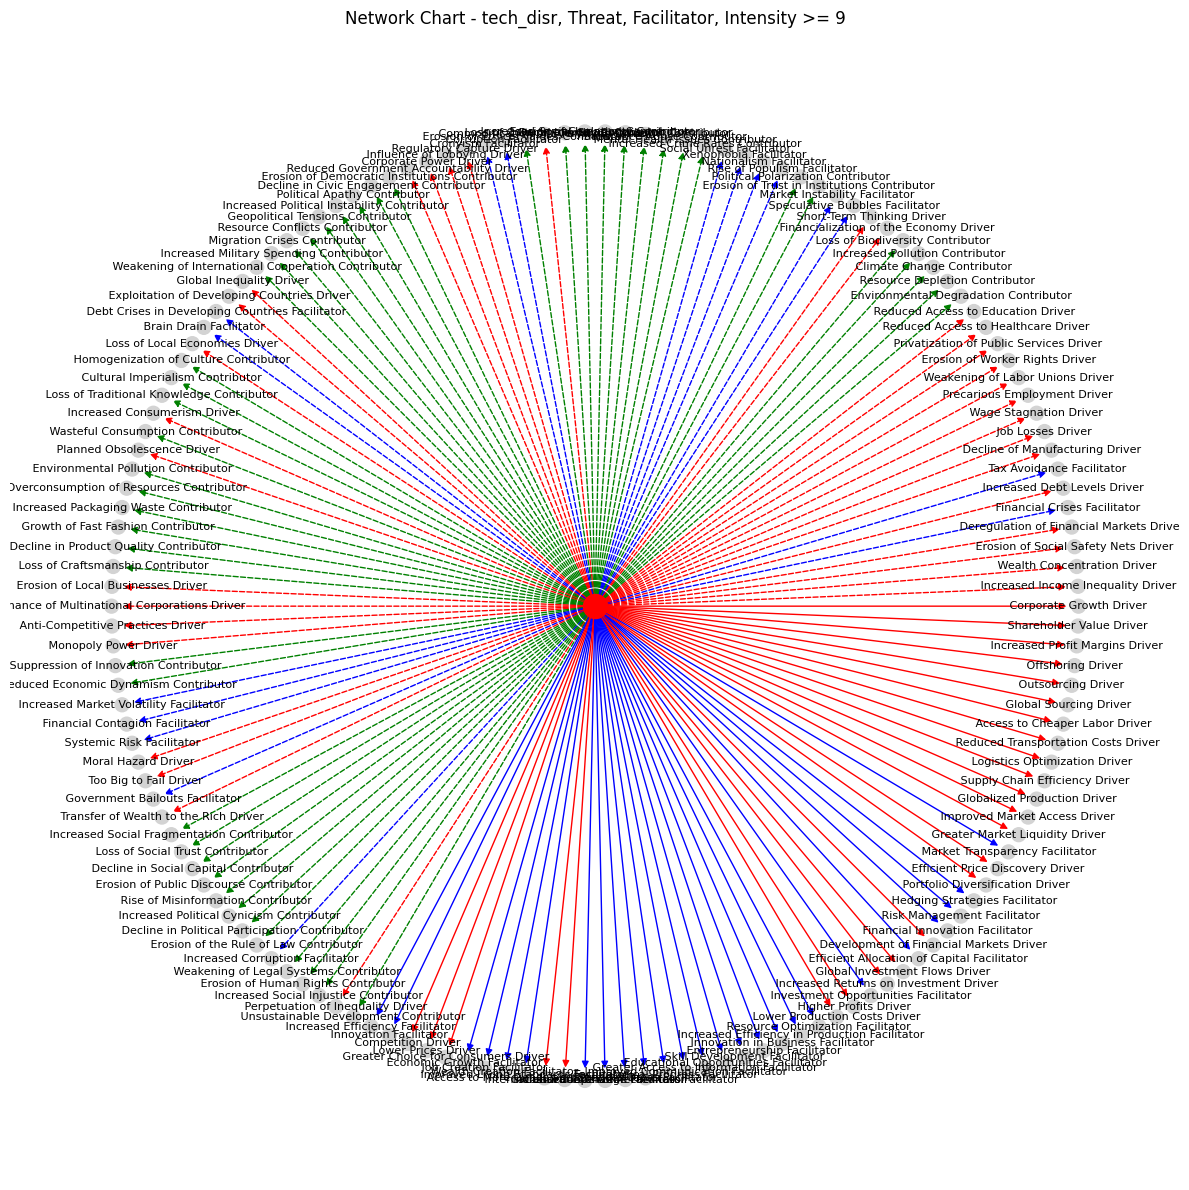 Network Chart - tech_disr, Threat, Facilitator, Intensity >= 9
Increased Crime Rates Contributor
Social Unrest Facilitator
Xenophobia Facilitator
Nationalism Facilitator
Rise of Populism Facilitator
Political Polarization Contributor
Erosion of Trust in Institutions Contributor
Market Instability Facilitator
Speculative Bubbles Facilitator
Short-Term Thinking Driver
Financialization of the Economy Driver
Loss of Biodiversity Contributor
Increased Pollution Contributor
Climate Change Contributor
Resource Depletion Contributor
Environmental Degradation Contributor
Reduced Access to Education Driver
Reduced Access to Healthcare Driver
Privatization of Public Services Driver
Erosion of Worker Rights Driver
Weakening of Labor Unions Driver
Precarious Employment Driver
Wage Stagnation Driver
Job Losses Driver
Decline of Manufacturing Driver
Tax Avoidance Facilitator
Increased Debt Levels Driver
Financial Crises Facilitator
Deregulation of Financial Markets Drive
Erosion of Social Safety Nets Driver
Wealth Concentration Driver
Increased Income Inequality Driver
Corporate Growth Driver
Shareholder Value Driver
Increased Profit Margins Driver
Offshoring Driver
Outsourcing Driver
Global Sourcing Driver
Access to Cheaper Labor Driver
Reduced Transportation Costs Driver
Logistics Optimization Driver
Supply Chain Efficiency Driver
Globalized Production Driver
Improved Market Access Driver
Greater Market Liquidity Driver
Market Transparency Facilitator
Efficient Price Discovery Driver
Portfolio Diversification Driver
Hedging Strategies Facilitator
Risk Management Facilitator
Financial Innovation Facilitator
Development of Financial Markets Driver
Efficient Allocation of Capital Facilitator
Global Investment Flows Driver
Increased Returns on Investment Driver
Investment Opportunities Facilitator
Higher Profits Driver
Lower Production Costs Driver
Resource Optimization Facilitator
Increased Efficiency in Production Facilitator
Innovation in Business Facilitator
Entrepreneurship Facilitator
Skill Development Facilitator
Educational Opportunities Facilitator
Greater Access to Information Facilitator
Regulatory Capture Driver
Influence of Lobbying Driver
Corporate Power Driver
Reduced Government Accountability Driver
Erosion of Democratic Institutions Contributor
Decline in Civic Engagement Contributor
Political Apathy Contributor
Increased Political Instability Contributor
Geopolitical Tensions Contributor
Resource Conflicts Contributor
Migration Crises Contributor
Increased Military Spending Contributor
Weakening of International Cooperation Contributor
Global Inequality Driver
Exploitation of Developing Countries Driver
Debt Crises in Developing Countries Facilitator
Brain Drain Facilitator
Loss of Local Economies Driver
Homogenization of Culture Contributor
Cultural Imperialism Contributor
Loss of Traditional Knowledge Contributor
Increased Consumerism Driver
Wasteful Consumption Contributor
Planned Obsolescence Driver
Environmental Pollution Contributor
Overconsumption of Resources Contributor
Increased Packaging Waste Contributor
Growth of Fast Fashion Contributor
Decline in Product Quality Contributor
Loss of Craftsmanship Contributor
Erosion of Local Businesses Driver
nance of Multinational Corporations Driver
Anti-Competitive Practices Driver
Monopoly Power Driver
Suppression of Innovation Contributor
educed Economic Dynamism Contributor
Increased Market Volatility Facilitator
Financial Contagion Facilitator
Systemic Risk Facilitator
Moral Hazard Driver
Too Big to Fail Driver
Government Bailouts Facilitator
Transfer of Wealth to the Rich Driver
Increased Social Fragmentation Contributor
Loss of Social Trust Contributor
Decline in Social Capital Contributor
Erosion of Public Discourse Contributor
Rise of Misinformation Contributor
Increased Political Cynicism Contributor
Decline in Political Participation Contributor
Erosion of the Rule of Law Contributor
Increased Corruption Facilitator
Weakening of Legal Systems Contributor
Erosion of Human Rights Contributor
Increased Social Injustice Contributor
Perpetuation of Inequality Driver
Unsustainable Development Contributor
Increased Efficiency Facilitator
Innovation Facilitator
Competition Driver
Lower Prices Driver
Greater Choice for Consumers Driver
Economic Growth Facilitator
Job Creation Facilitator